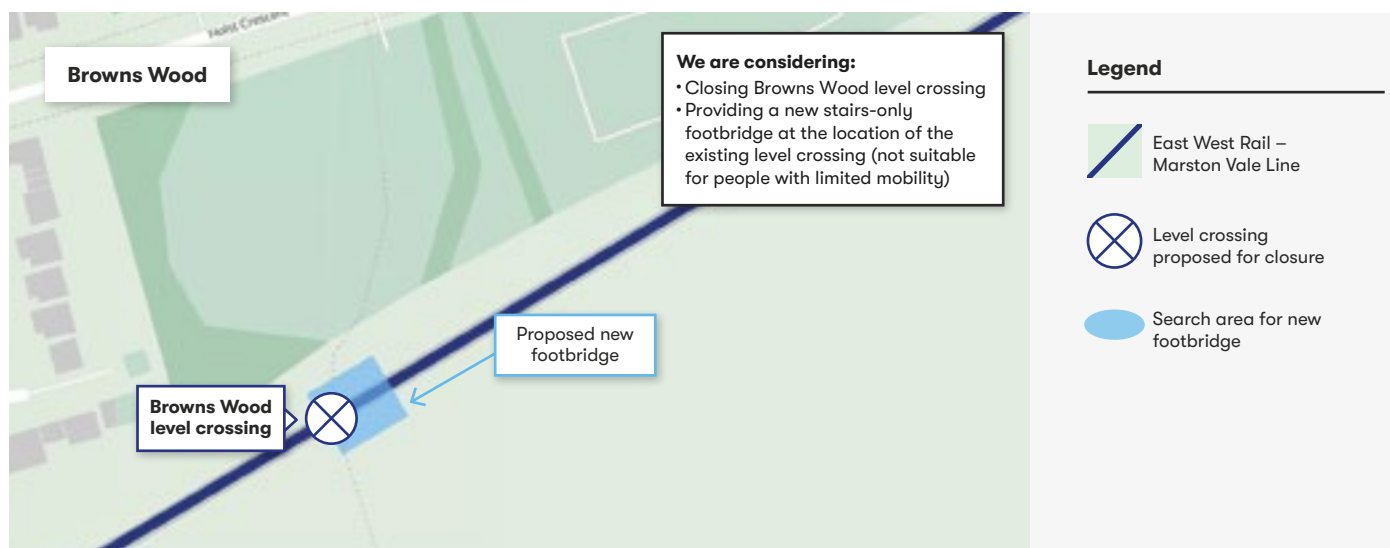 Holst Crescent
Browns Wood
We are considering:
• Closing Browns Wood level crossing
• Providing a new stairs-only
footbridge at the location of the
existing level crossing (not suitable
for people with limited mobility)
Proposed new
footbridge
Browns Wood
level crossing
Legend
East West Rail –
Marston Vale Line
Level crossing
proposed for closure
Search area for new
footbridge